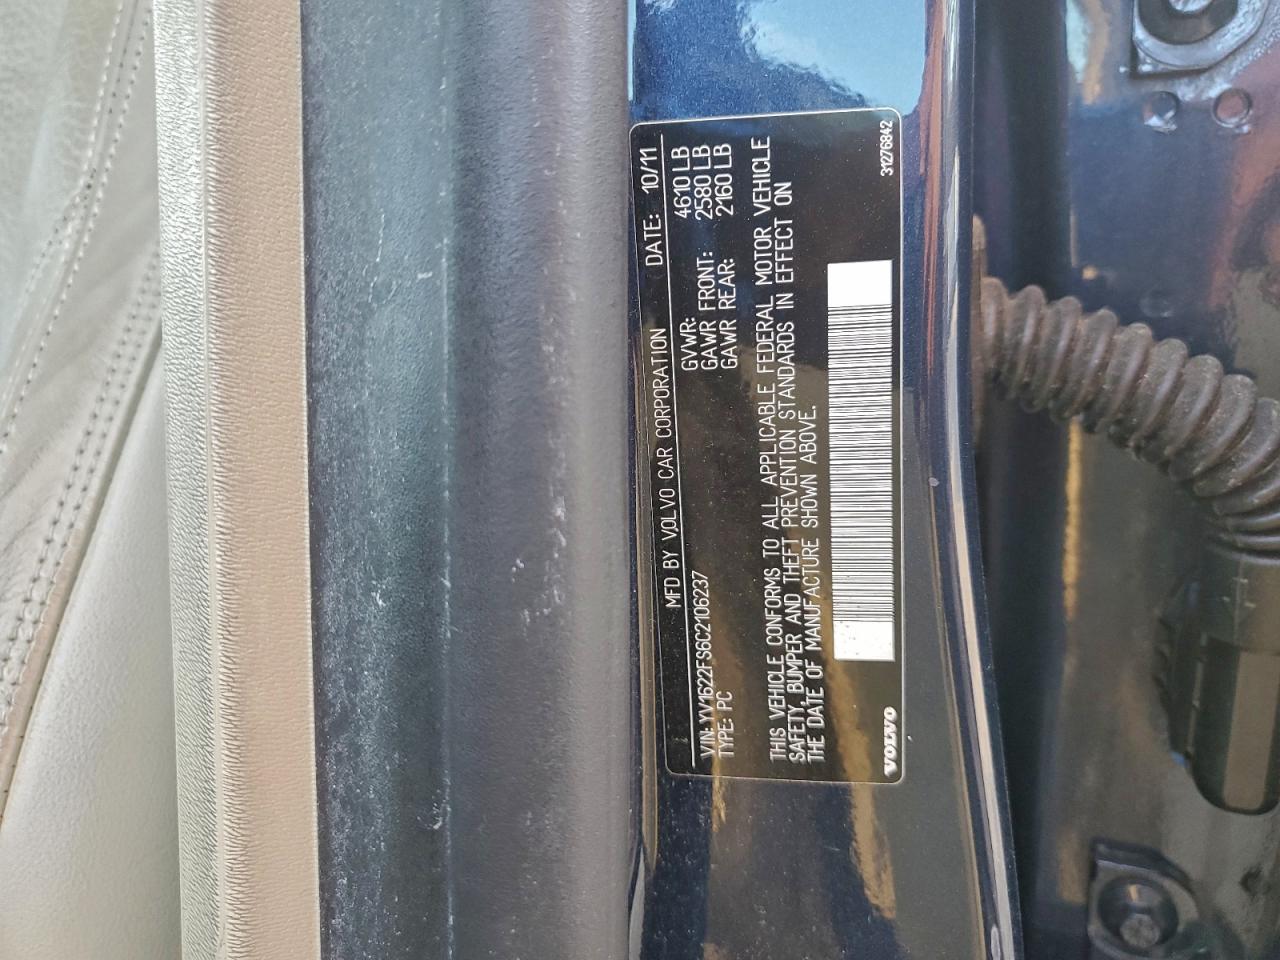 MFD BY VOLVO CAR CORPORATION DATE: 10/11
GVWR: 4610 LB
GAWR FRONT: 2580 LB
VIN: YV1622FS6C2106237
GAWR REAR: 2160 LB
TYPE: PC
THIS VEHICLE CONFORMS TO ALL APPLICABLE FEDERAL MOTOR VEHICLE
SAFETY, BUMPER AND THEFT PREVENTION STANDARDS IN EFFECT ON
THE DATE OF MANUFACTURE SHOWN ABOVE.
VOLVO
31276842